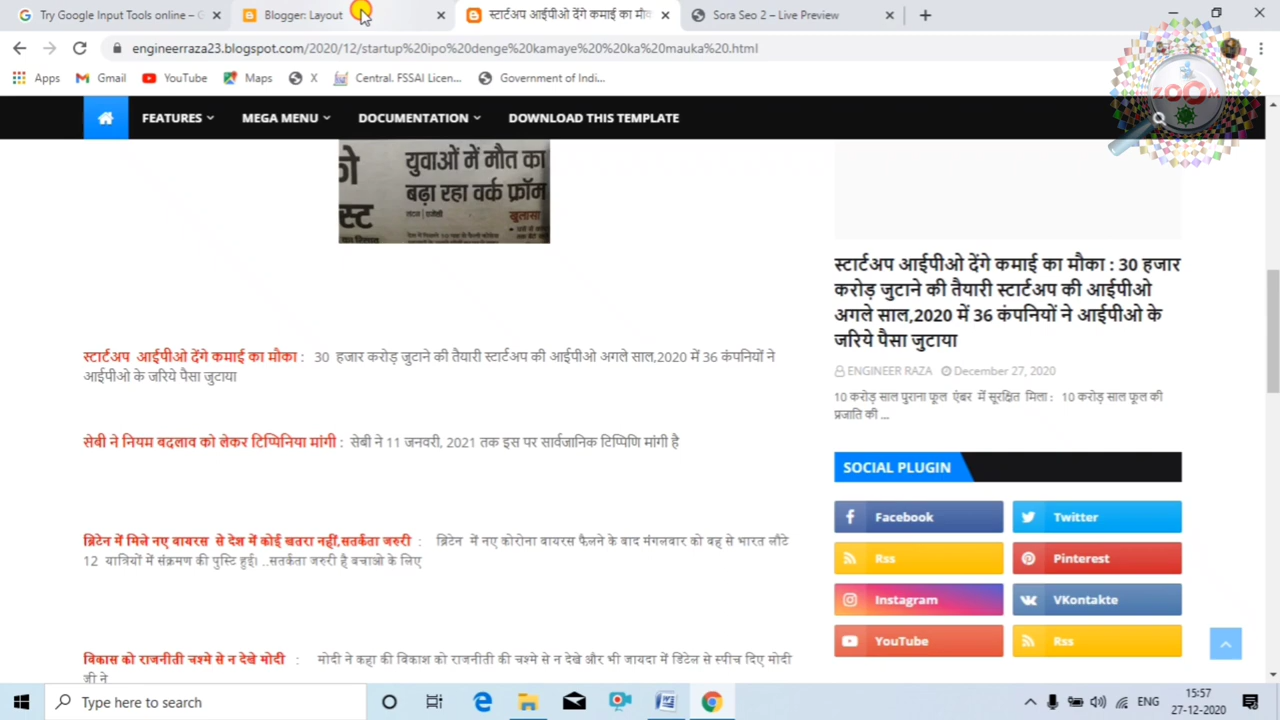 Try Google Input Tools online – G
Blogger: Layout
स्टार्टअप आईपीओ देंगे कमाई का मौक
Sora Seo 2 – Live Preview
engineerraza23.blogspot.com/2020/12/startup%20ipo%20denge%20kamaye%20%20ka%20mauka%20.html
Apps
Gmail
YouTube
Maps
X
Central. FSSAI Licen...
Government of Indi...
ZOOM
FEATURES
MEGA MENU
DOCUMENTATION
DOWNLOAD THIS TEMPLATE
को
स्ट
युवाओं में मौत का
बढ़ा रहा वर्क फ्रॉम
खुलासा
स्टार्टअप आईपीओ देंगे कमाई का मौका : 30 हजार करोड़ जुटाने की तैयारी स्टार्टअप की आईपीओ अगले साल,2020 में 36 कंपनियों ने
आईपीओ के जरिये पैसा जुटाया
सेबी ने नियम बदलाव को लेकर टिप्पिनिया मांगी : सेबी ने 11 जनवरी, 2021 तक इस पर सार्वजानिक टिप्पिणि मांगी है
ब्रिटेन में मिले नए वायरस से देश में कोई खतरा नहीं,सतर्कता जरुरी : ब्रिटेन में नए कोरोना वायरस फैलने के बाद मंगलबार को वह से भारत लौटे
12 यात्रियों में संक्रमण की पुस्टि हुई। ..सतर्कता जरुरी है बचाओ के लिए
विकास को राजनीती चश्मे से न देखे मोदी : मोदी ने कहा की विकाश को राजनीती की चश्मे से न देखे और भी जायदा में डिटेल से स्पीच दिए मोदी
जी ने
स्टार्टअप आईपीओ देंगे कमाई का मौका : 30 हजार
करोड़ जुटाने की तैयारी स्टार्टअप की आईपीओ
अगले साल,2020 में 36 कंपनियों ने आईपीओ के
जरिये पैसा जुटाया
ENGINEER RAZA December 27, 2020
10 करोड़ साल पुराना फूल एंबर में सूरक्षित मिला : 10 करोड़ साल फूल की
प्रजाति की ...
SOCIAL PLUGIN
Facebook
Twitter
Rss
Pinterest
Instagram
VKontakte
YouTube
Rss
Type here to search
ENG
15:57
27-12-2020